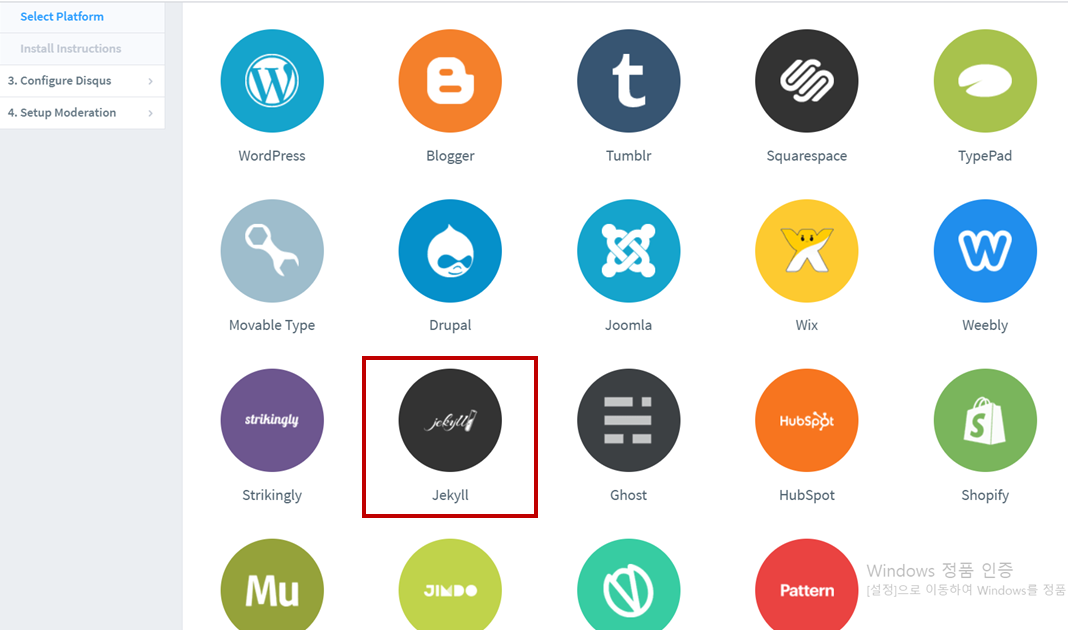 Select Platform
Install Instructions
3. Configure Disqus
4. Setup Moderation
WordPress
Blogger
Tumblr
Squarespace
TypePad
Movable Type
Drupal
Joomla
Wix
Weebly
strikingly
jekyll
HubSpot
Strikingly
Jekyll
Ghost
HubSpot
Shopify
Mu
JIMDO
Pattern
Windows 정품 인증
[설정]으로 이동하여 Windows를 정품